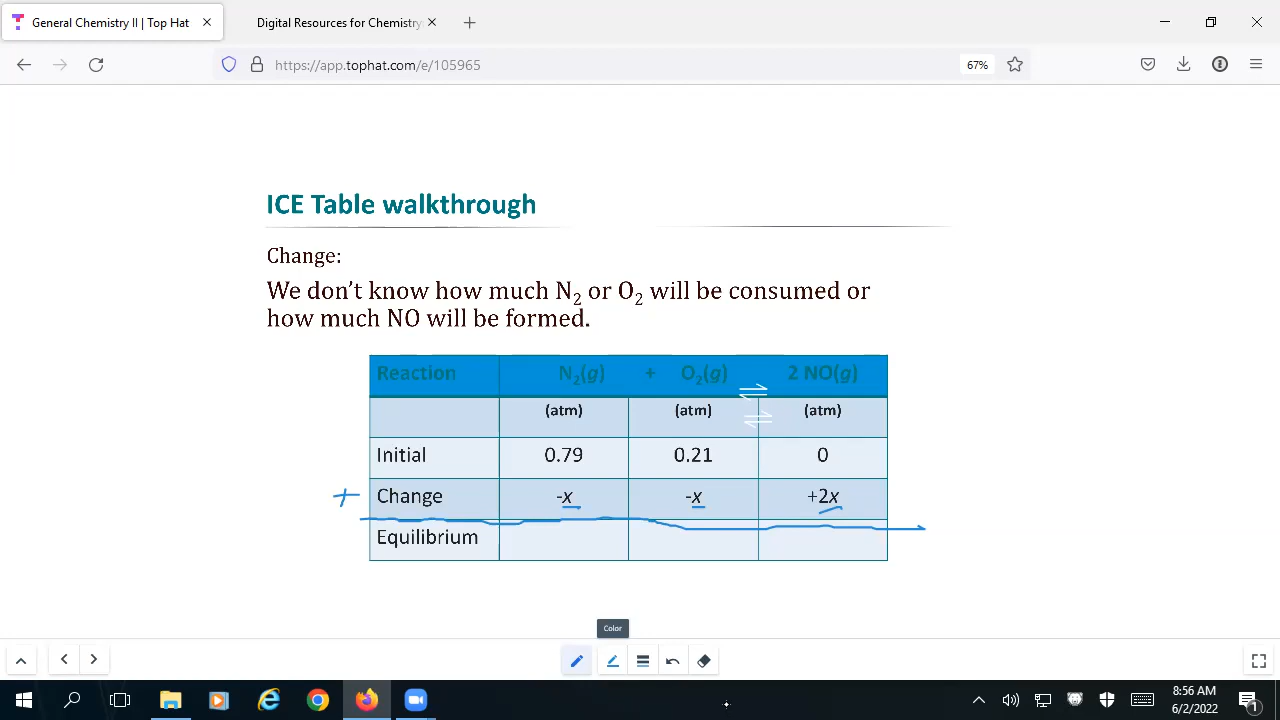 General Chemistry II | Top Hat
Digital Resources for Chemistry
https://app.tophat.com/e/105965
67%
ICE Table walkthrough
Change:
We don't know how much N₂ or O₂ will be consumed or
how much NO will be formed.
Reaction N₂(g) + O₂(g) ⇌ 2 NO(g)
(atm) (atm) ⇌ (atm)
Initial 0.79 0.21 0
+ Change -x -x +2x
Equilibrium
Color
8:56 AM
6/2/2022
1